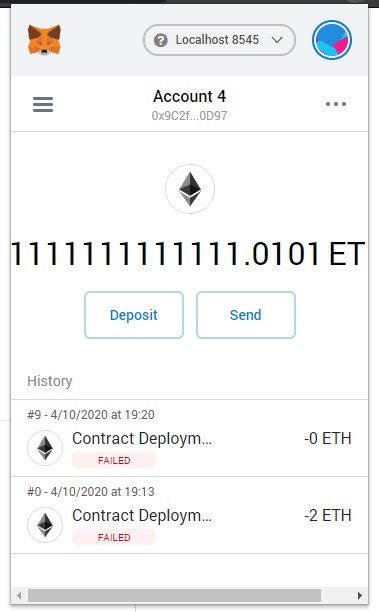 Localhost 8545
Account 4
0x9C2f...0D97
1111111111111.0101 ET
Deposit
Send
History
#9 - 4/10/2020 at 19:20
Contract Deploym...
-0 ETH
FAILED
#0 - 4/10/2020 at 19:13
Contract Deploym...
-2 ETH
FAILED